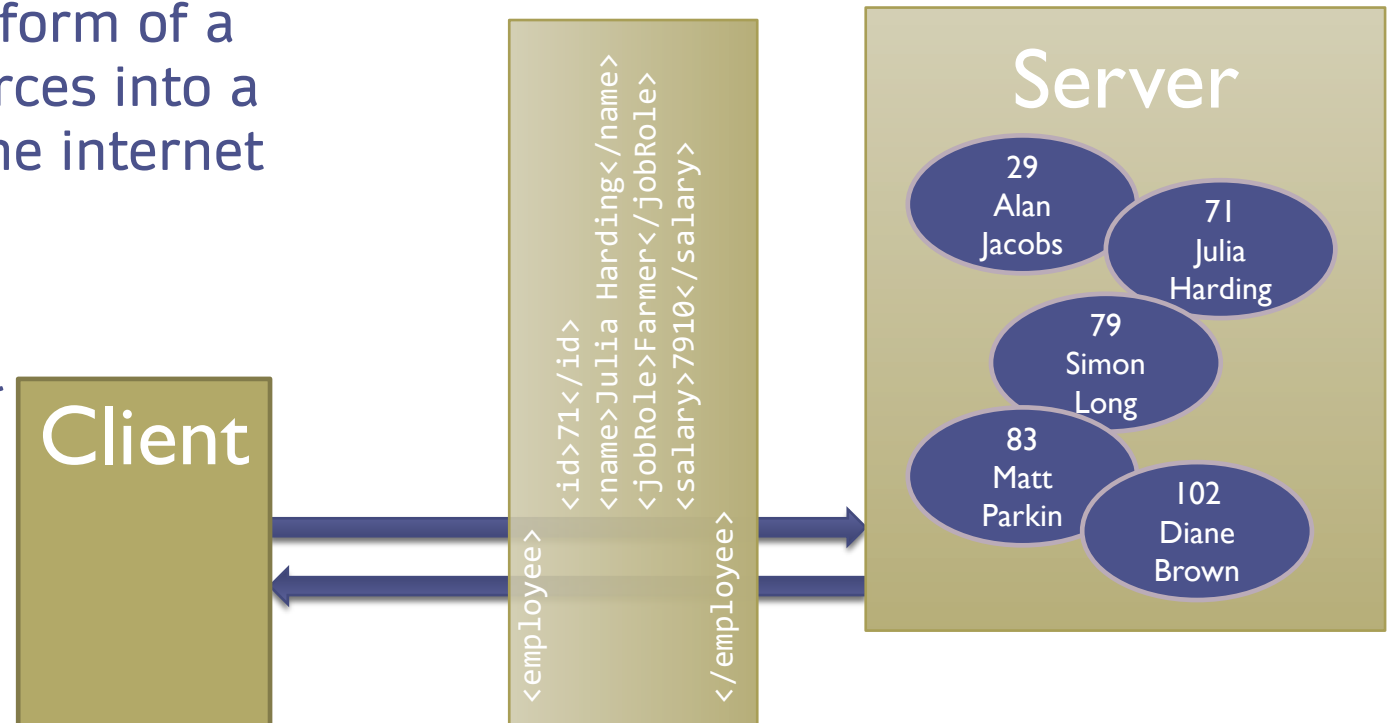 form of a
rces into a
ne internet
Client
<employee>
<id>71</id>
<name>Julia Harding</name>
<jobRole>Farmer</jobRole>
<salary>7910</salary>
</employee>
Server
29
Alan
Jacobs
71
Julia
Harding
79
Simon
Long
83
Matt
Parkin
102
Diane
Brown